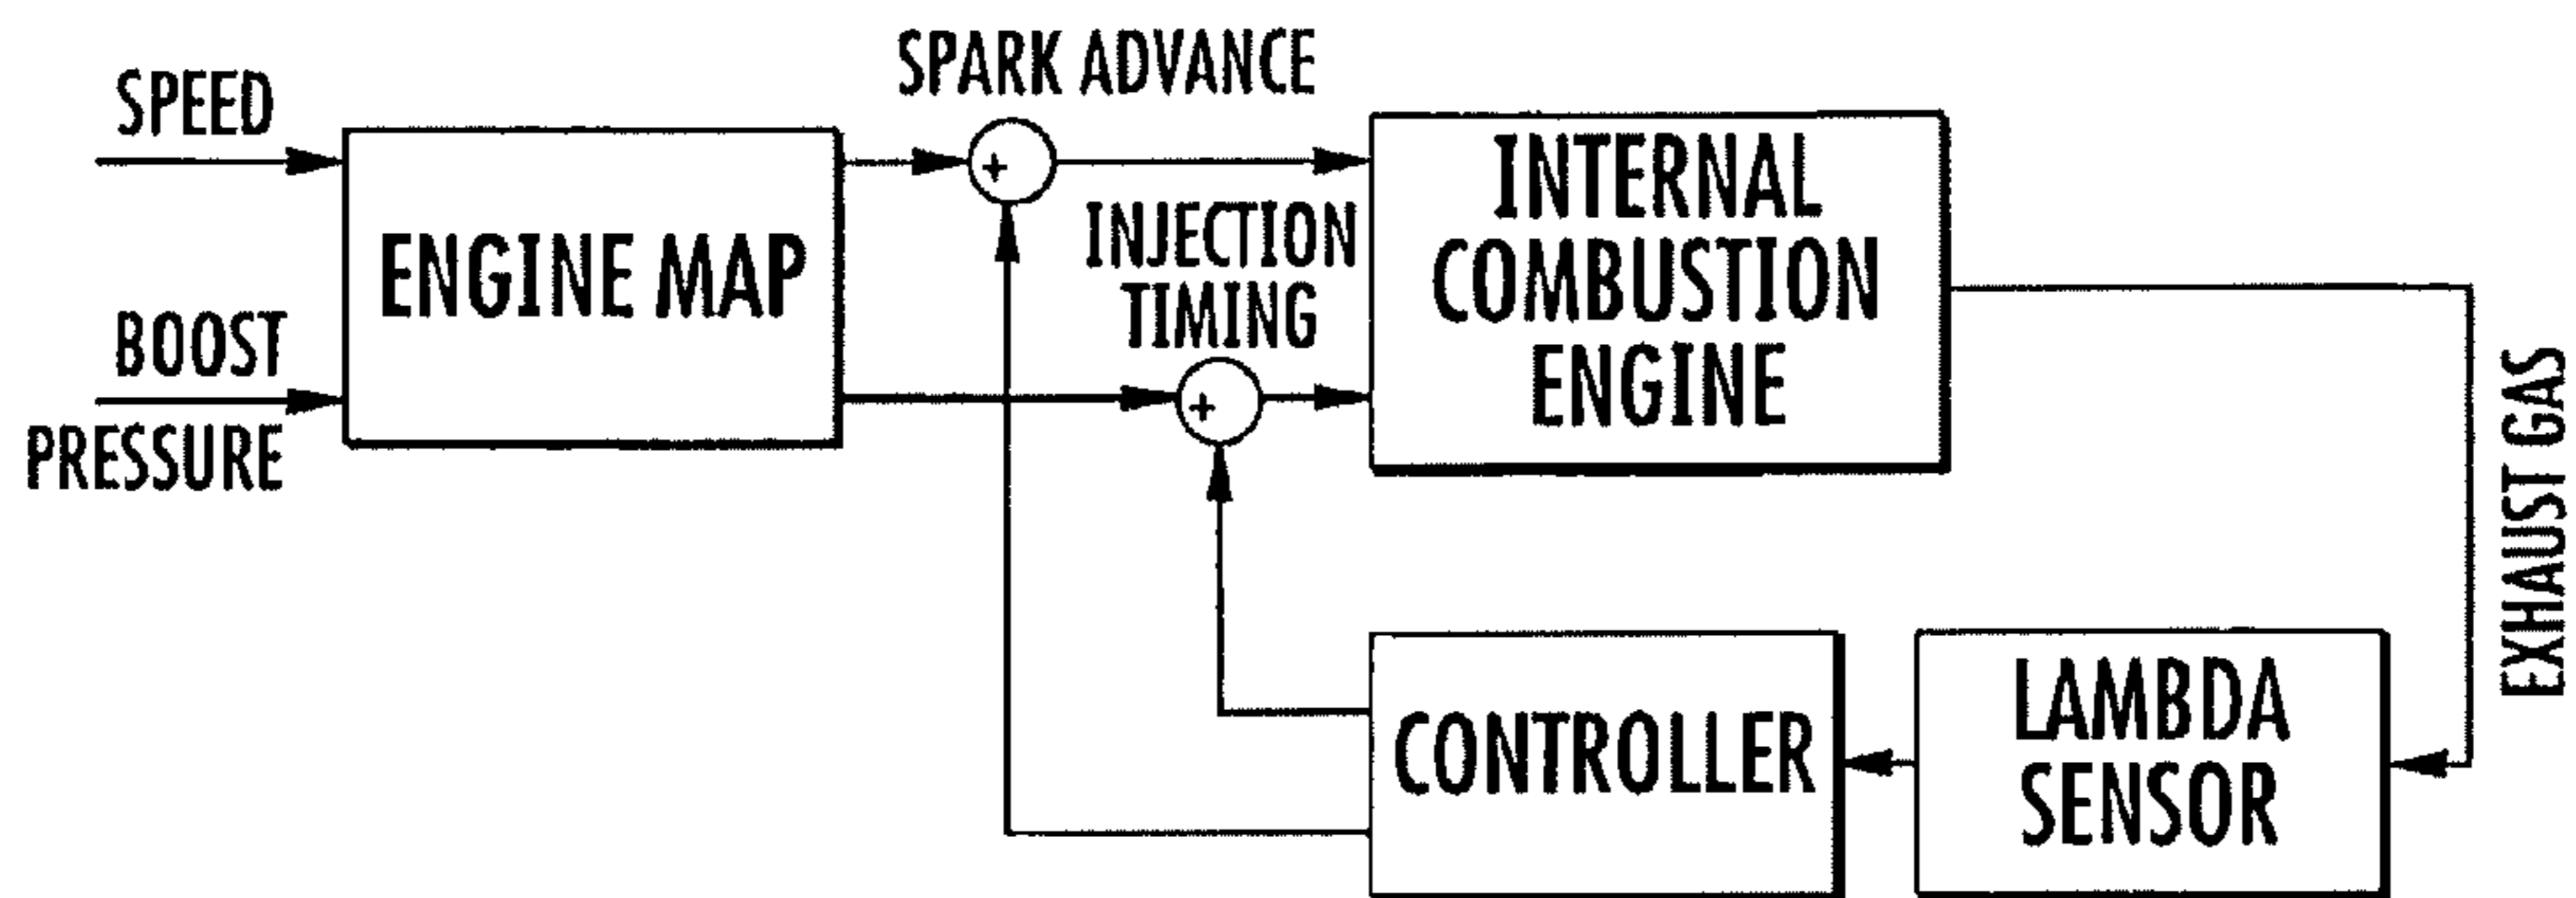 SPEED
BOOST
PRESSURE
ENGINE MAP
SPARK ADVANCE
+
INJECTION
TIMING
+
INTERNAL
COMBUSTION
ENGINE
EXHAUST GAS
CONTROLLER
LAMBDA
SENSOR